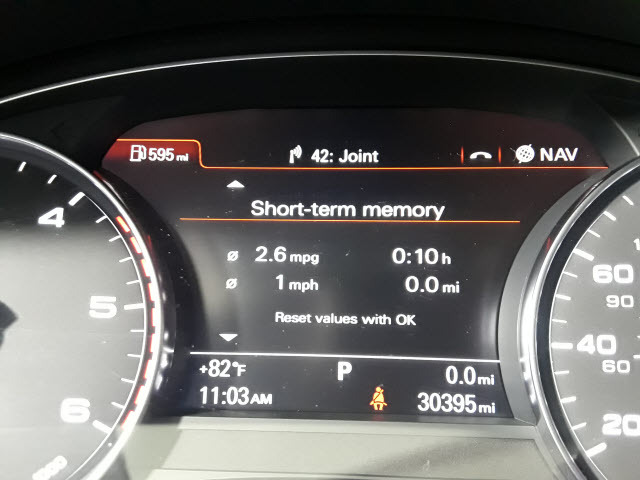 595 mi 42: Joint NAV
Short-term memory
ø 2.6 mpg 0:10 h
ø 1 mph 0.0 mi
Reset values with OK
+82°F P 0.0 mi
11:03 AM 30395 mi
4
5
6
60
90
40
60
20